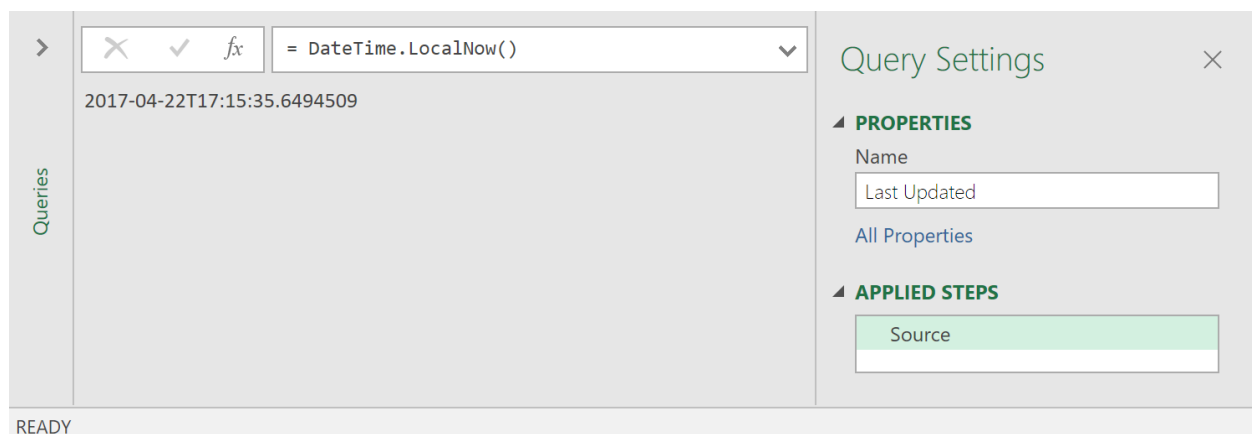 fx
= DateTime.LocalNow()
2017-04-22T17:15:35.6494509
Queries
Query Settings
PROPERTIES
Name
Last Updated
All Properties
APPLIED STEPS
Source
READY